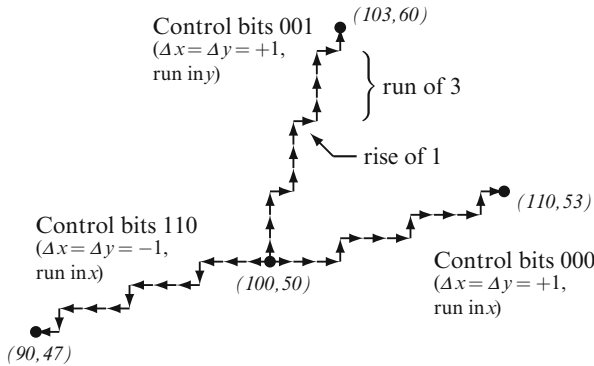 Control bits 001
(Δx = Δy = +1,
run in y)
(103,60)
run of 3
rise of 1
(110,53)
Control bits 110
(Δx = Δy = −1,
run in x)
(100,50)
Control bits 000
(Δx = Δy = +1,
run in x)
(90,47)